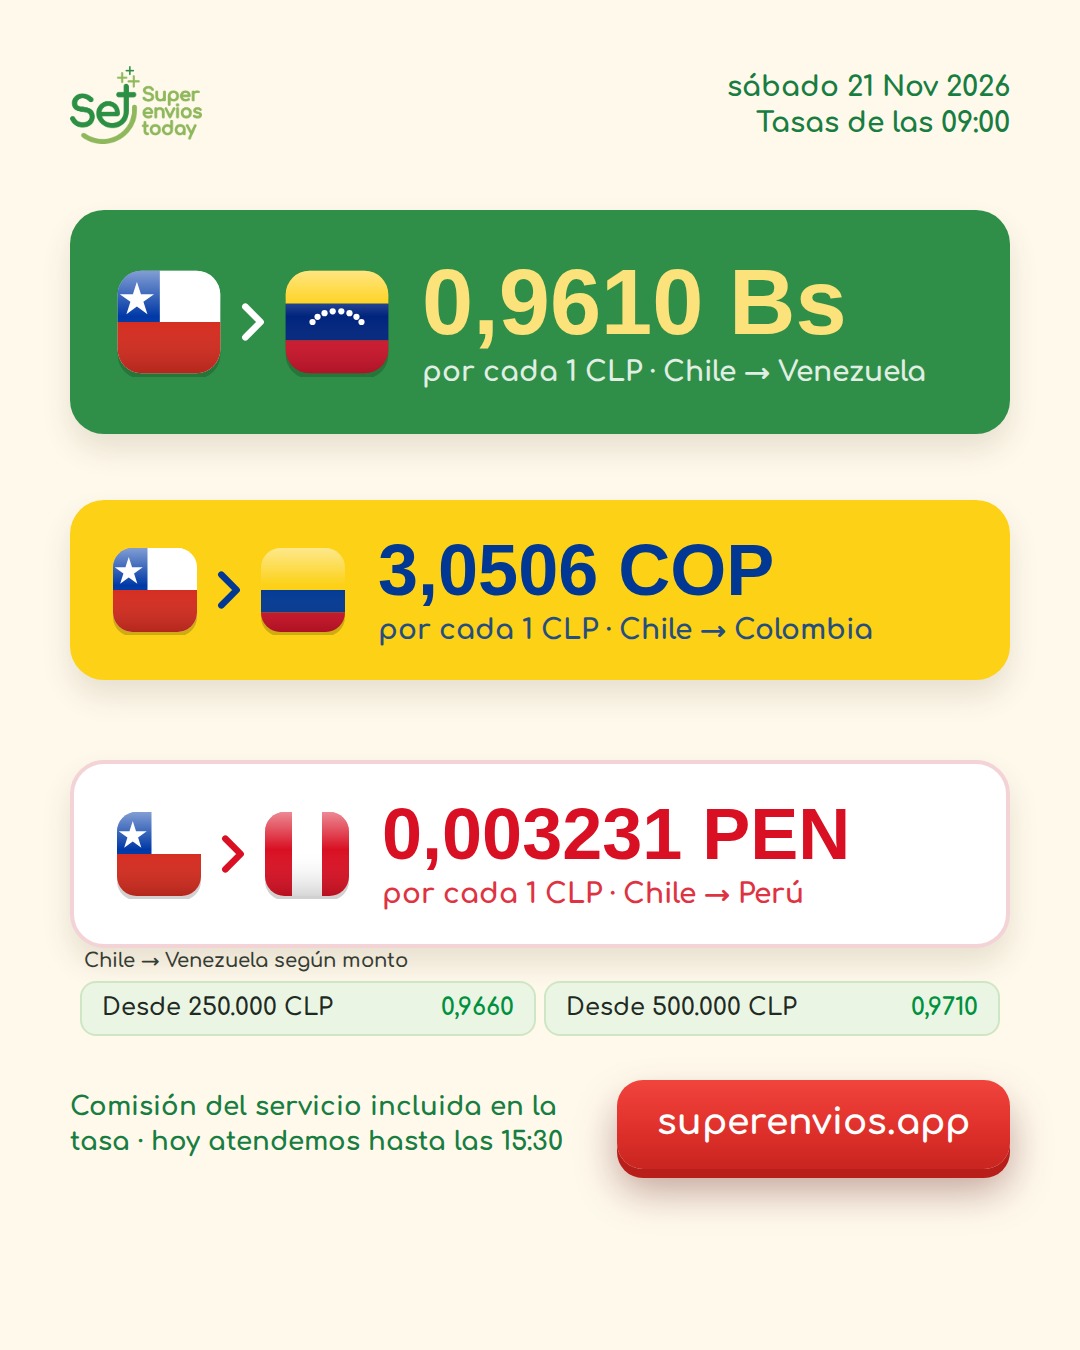 Set
Super
envios
today
sábado 21 Nov 2026
Tasas de las 09:00
0,9610 Bs
por cada 1 CLP · Chile → Venezuela
3,0506 COP
por cada 1 CLP · Chile → Colombia
0,003231 PEN
por cada 1 CLP · Chile → Perú
Chile → Venezuela según monto
Desde 250.000 CLP 0,9660
Desde 500.000 CLP 0,9710
Comisión del servicio incluida en la
tasa · hoy atendemos hasta las 15:30
superenvios.app